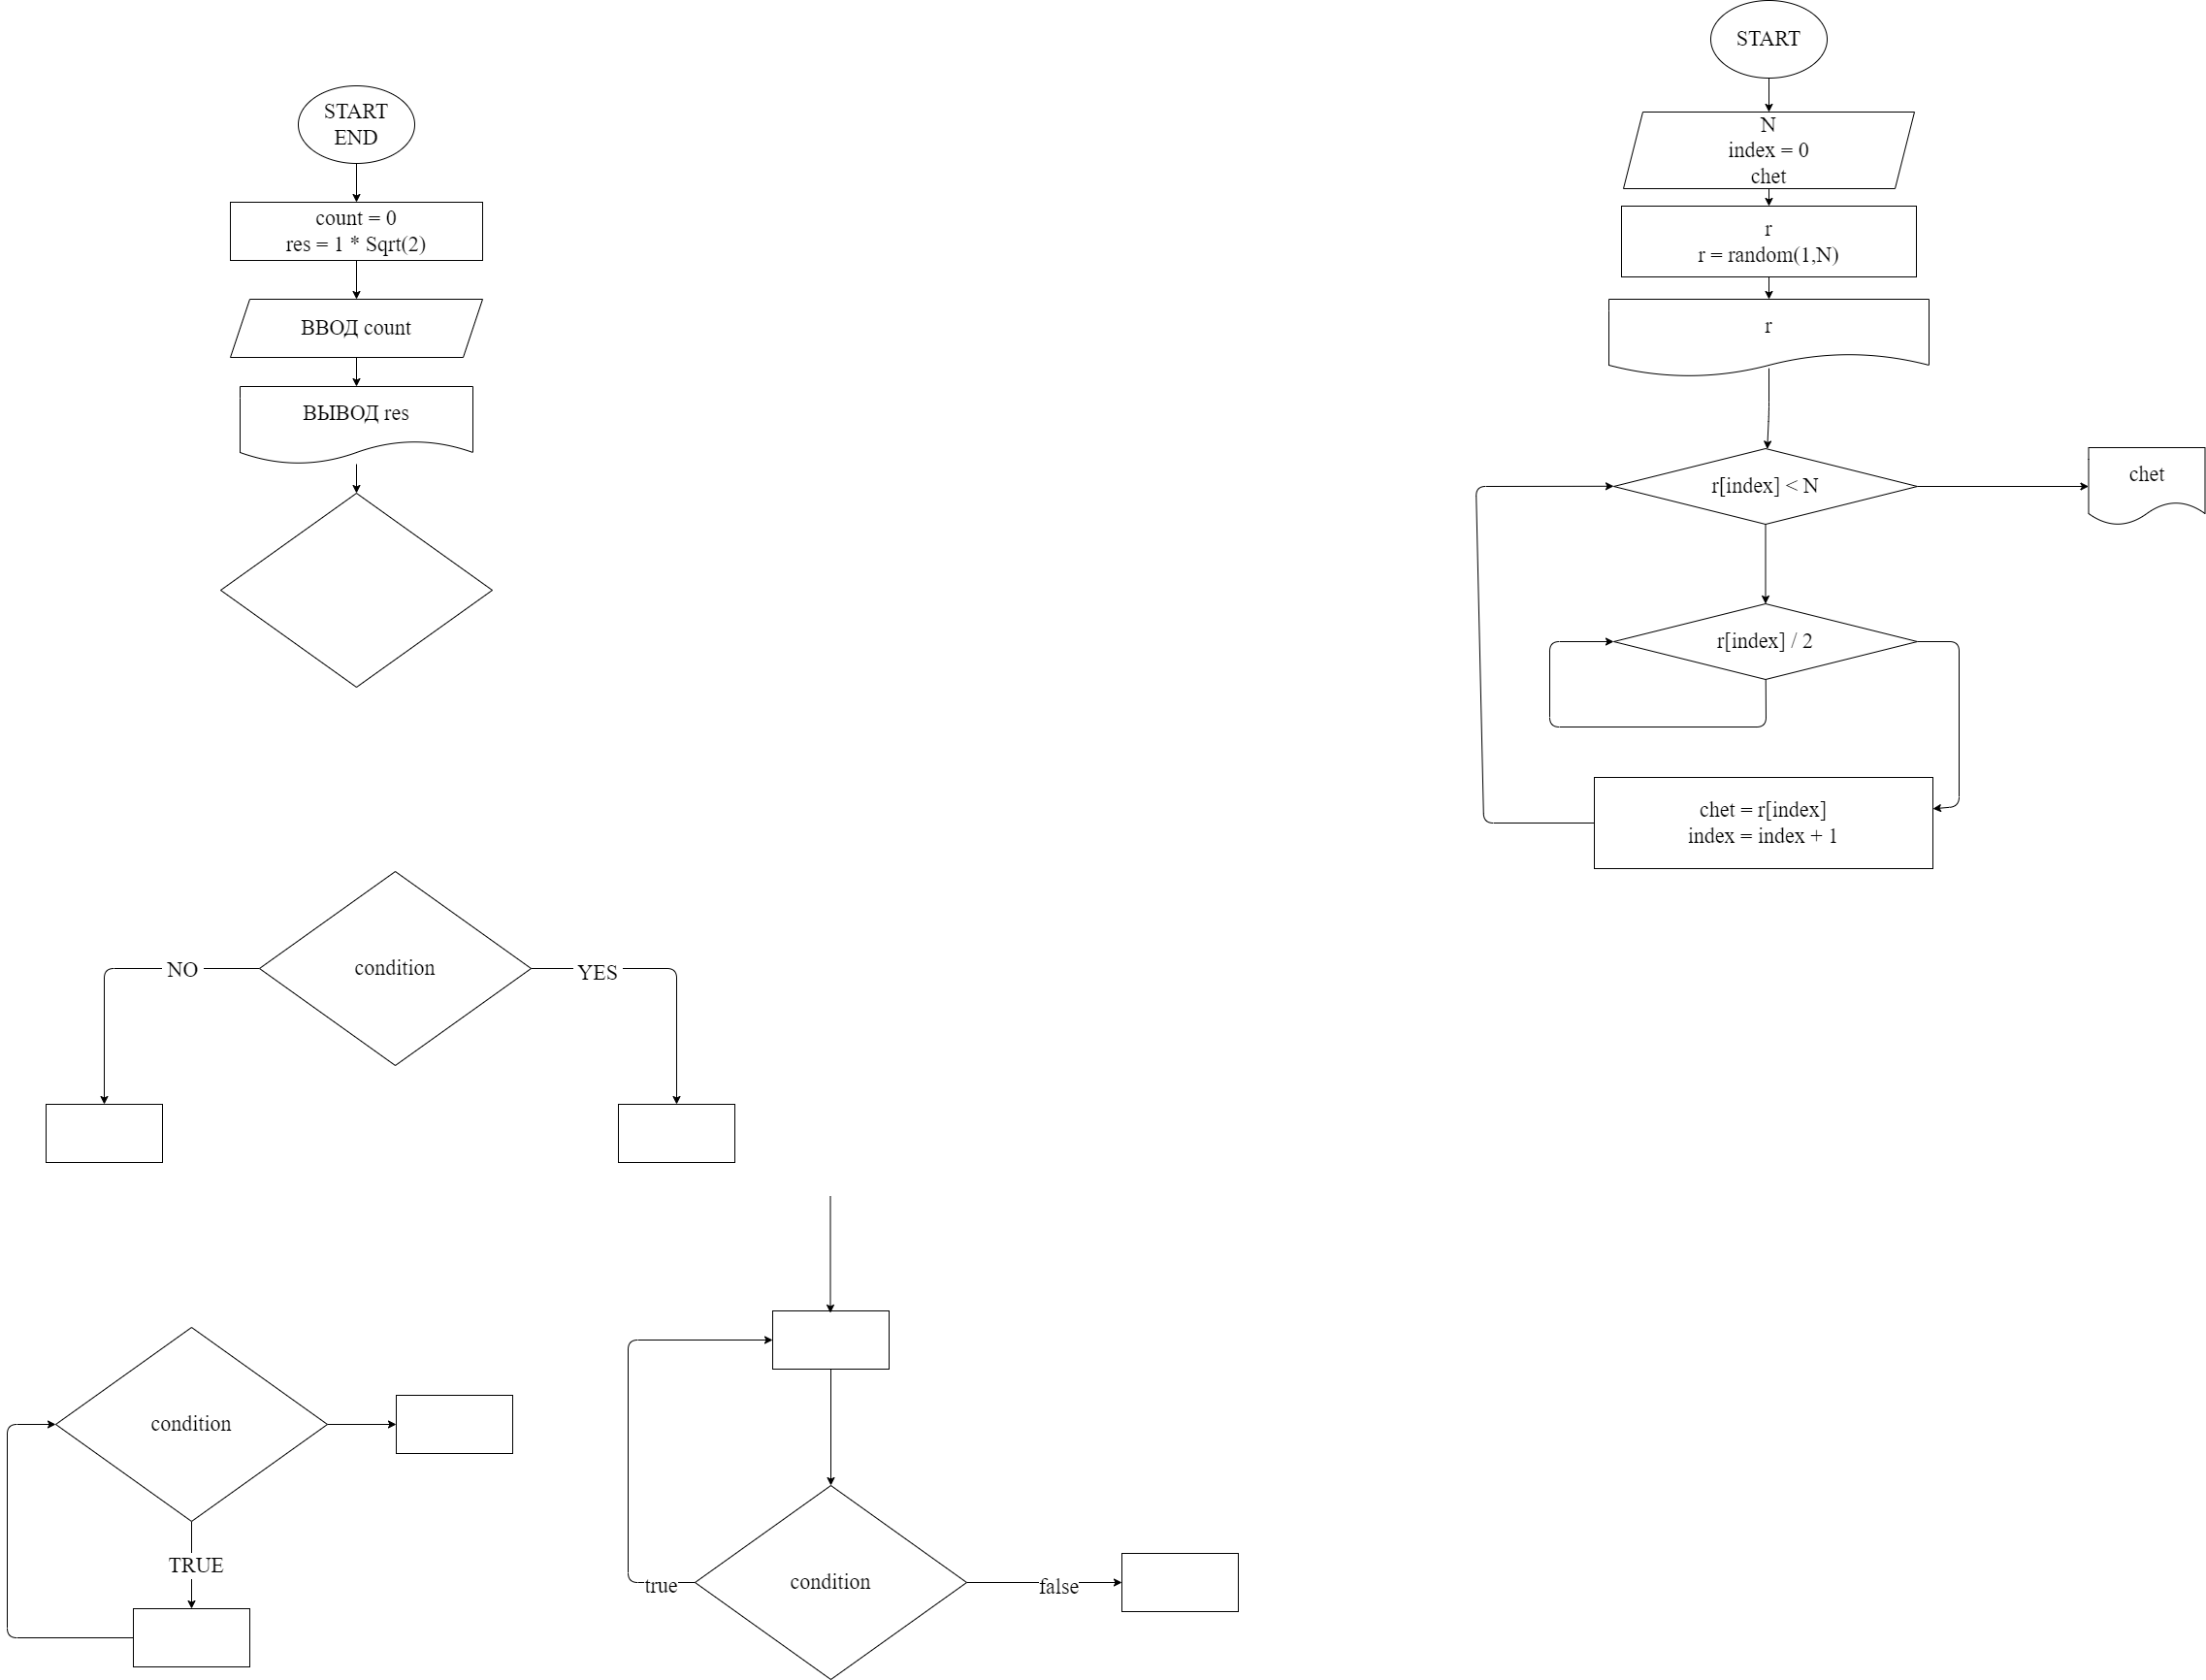 START
END
count = 0
res = 1 * Sqrt(2)
ВВОД count
ВЫВОД res
START
N
index = 0
chet
r
r = random(1,N)
r
r[index] < N
chet
r[index] / 2
chet = r[index]
index = index + 1
NO
condition
YES
condition
TRUE
true
condition
false